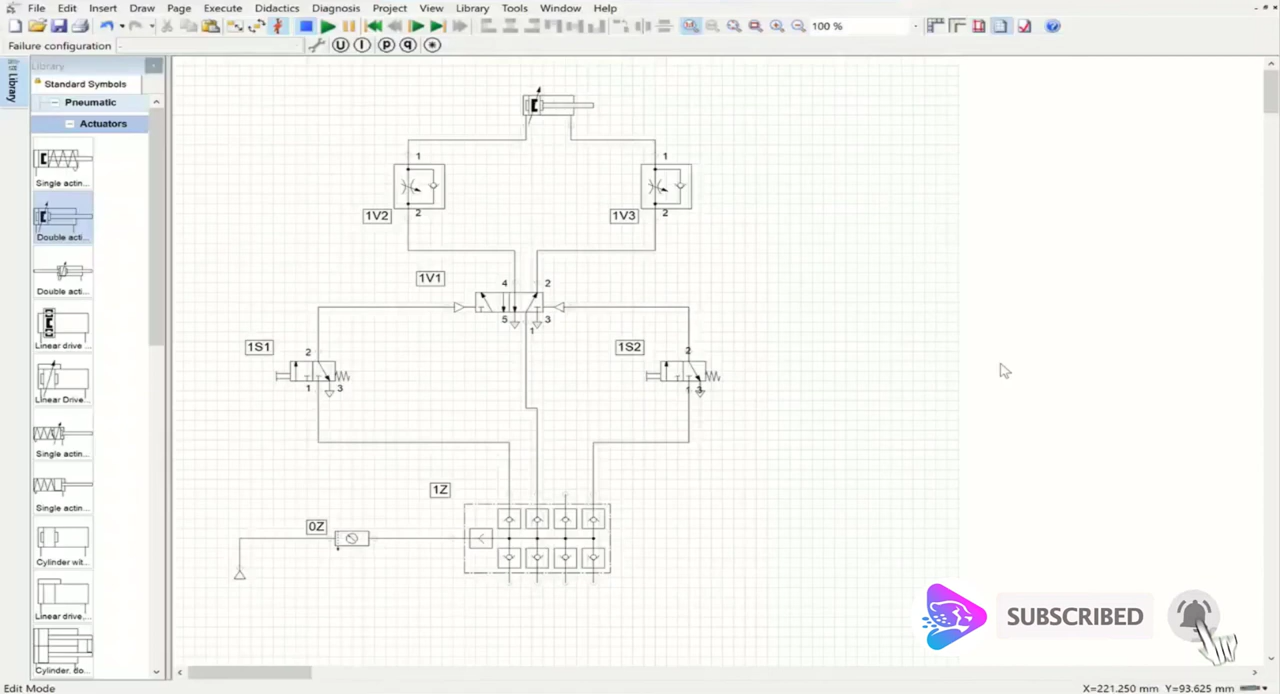 File Edit Insert Draw Page Execute Didactics Diagnosis Project View Library Tools Window Help
100 %
Failure configuration -
U I p q *
Library
Library
Standard Symbols
Pneumatic
Actuators
Single actin...
Double acti...
Double acti...
Linear drive
Linear Drive...
Single actin...
Single actin...
Cylinder wit...
Linear drive...
Cylinder, do...
1 1
1V2 2 1V3 2
1V1 4 2
5 1 3
1S1 2 1S2 2
1 3 1 3
1Z
0Z
SUBSCRIBED
Edit Mode X=221.250 mm Y=93.625 mm